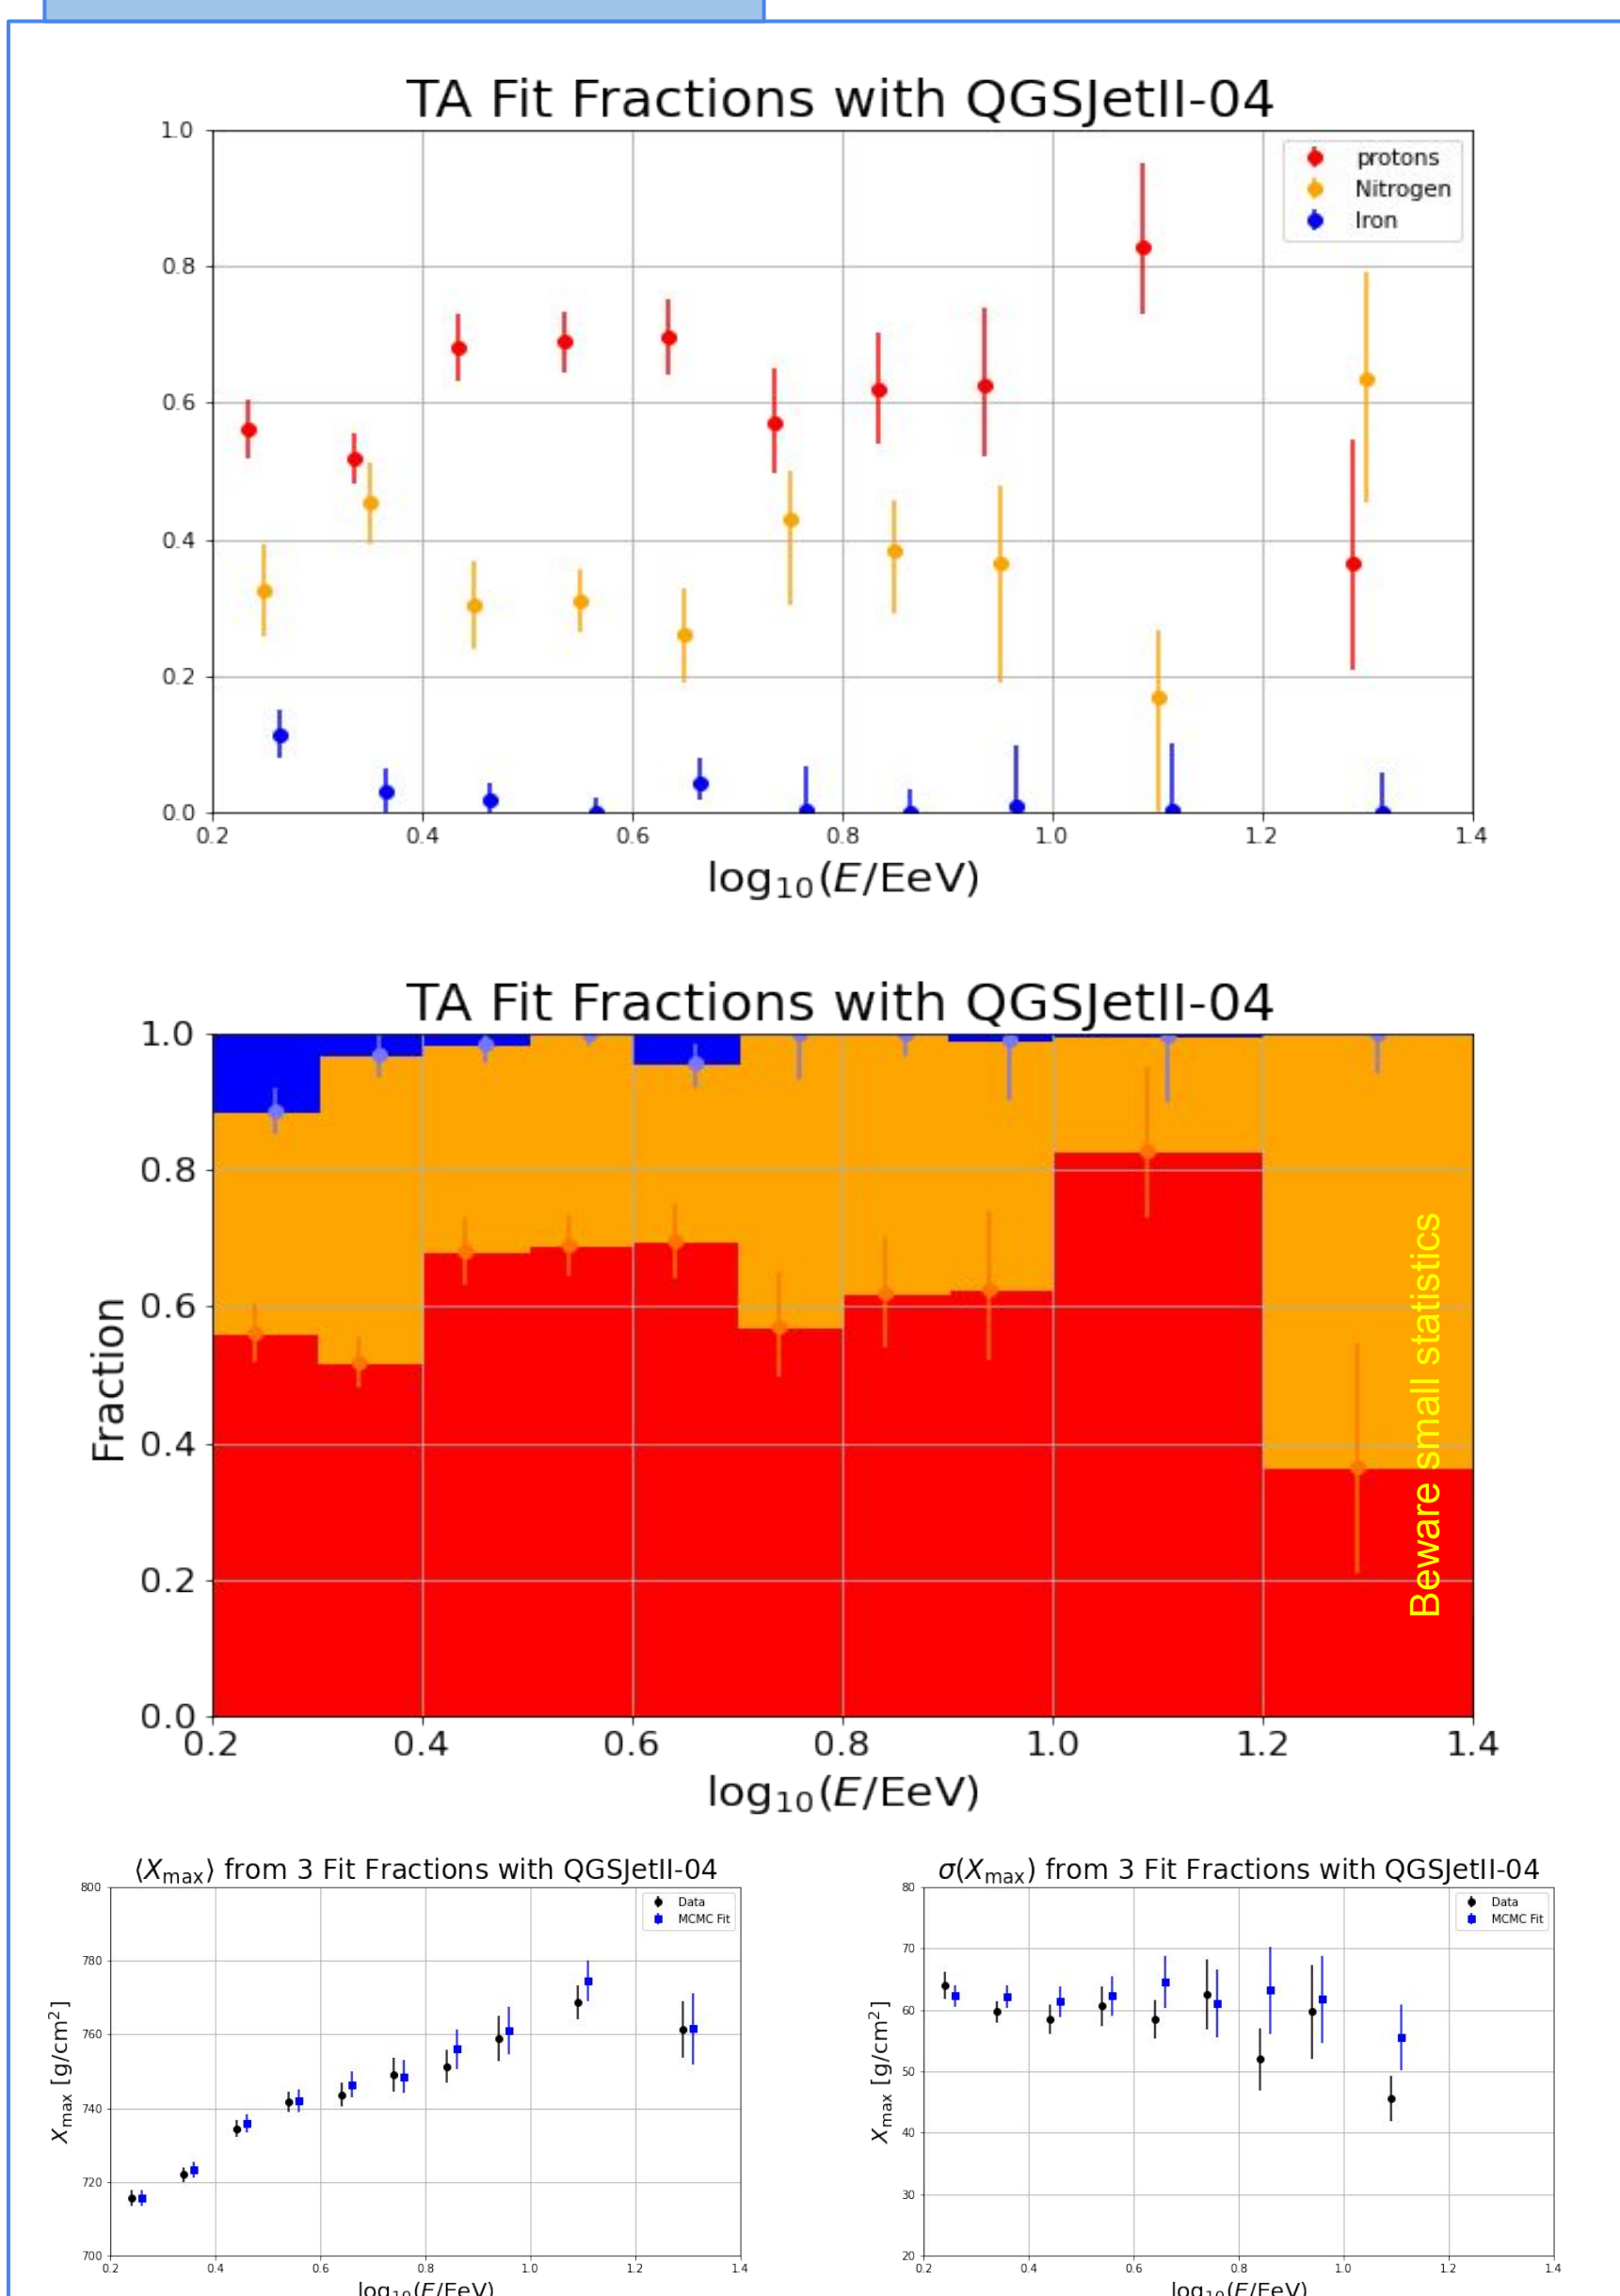 TA Fit Fractions with QGSJetII-04
1.0
0.8
0.6
0.4
0.2
0.0
protons
Nitrogen
Iron
0.2 0.4 0.6 0.8 1.0 1.2 1.4
log₁₀(E/EeV)
TA Fit Fractions with QGSJetII-04
Fraction
1.0
0.8
0.6
0.4
0.2
0.0
Beware small statistics
0.2 0.4 0.6 0.8 1.0 1.2 1.4
log₁₀(E/EeV)
⟨Xmax⟩ from 3 Fit Fractions with QGSJetII-04
Xmax [g/cm²]
800
780
760
740
720
700
Data
MCMC Fit
0.2 0.4 0.6 0.8 1.0 1.2 1.4
log₁₀(E/EeV)
σ(Xmax) from 3 Fit Fractions with QGSJetII-04
Xmax [g/cm²]
80
70
60
50
40
30
20
Data
MCMC Fit
0.2 0.4 0.6 0.8 1.0 1.2 1.4
log₁₀(E/EeV)